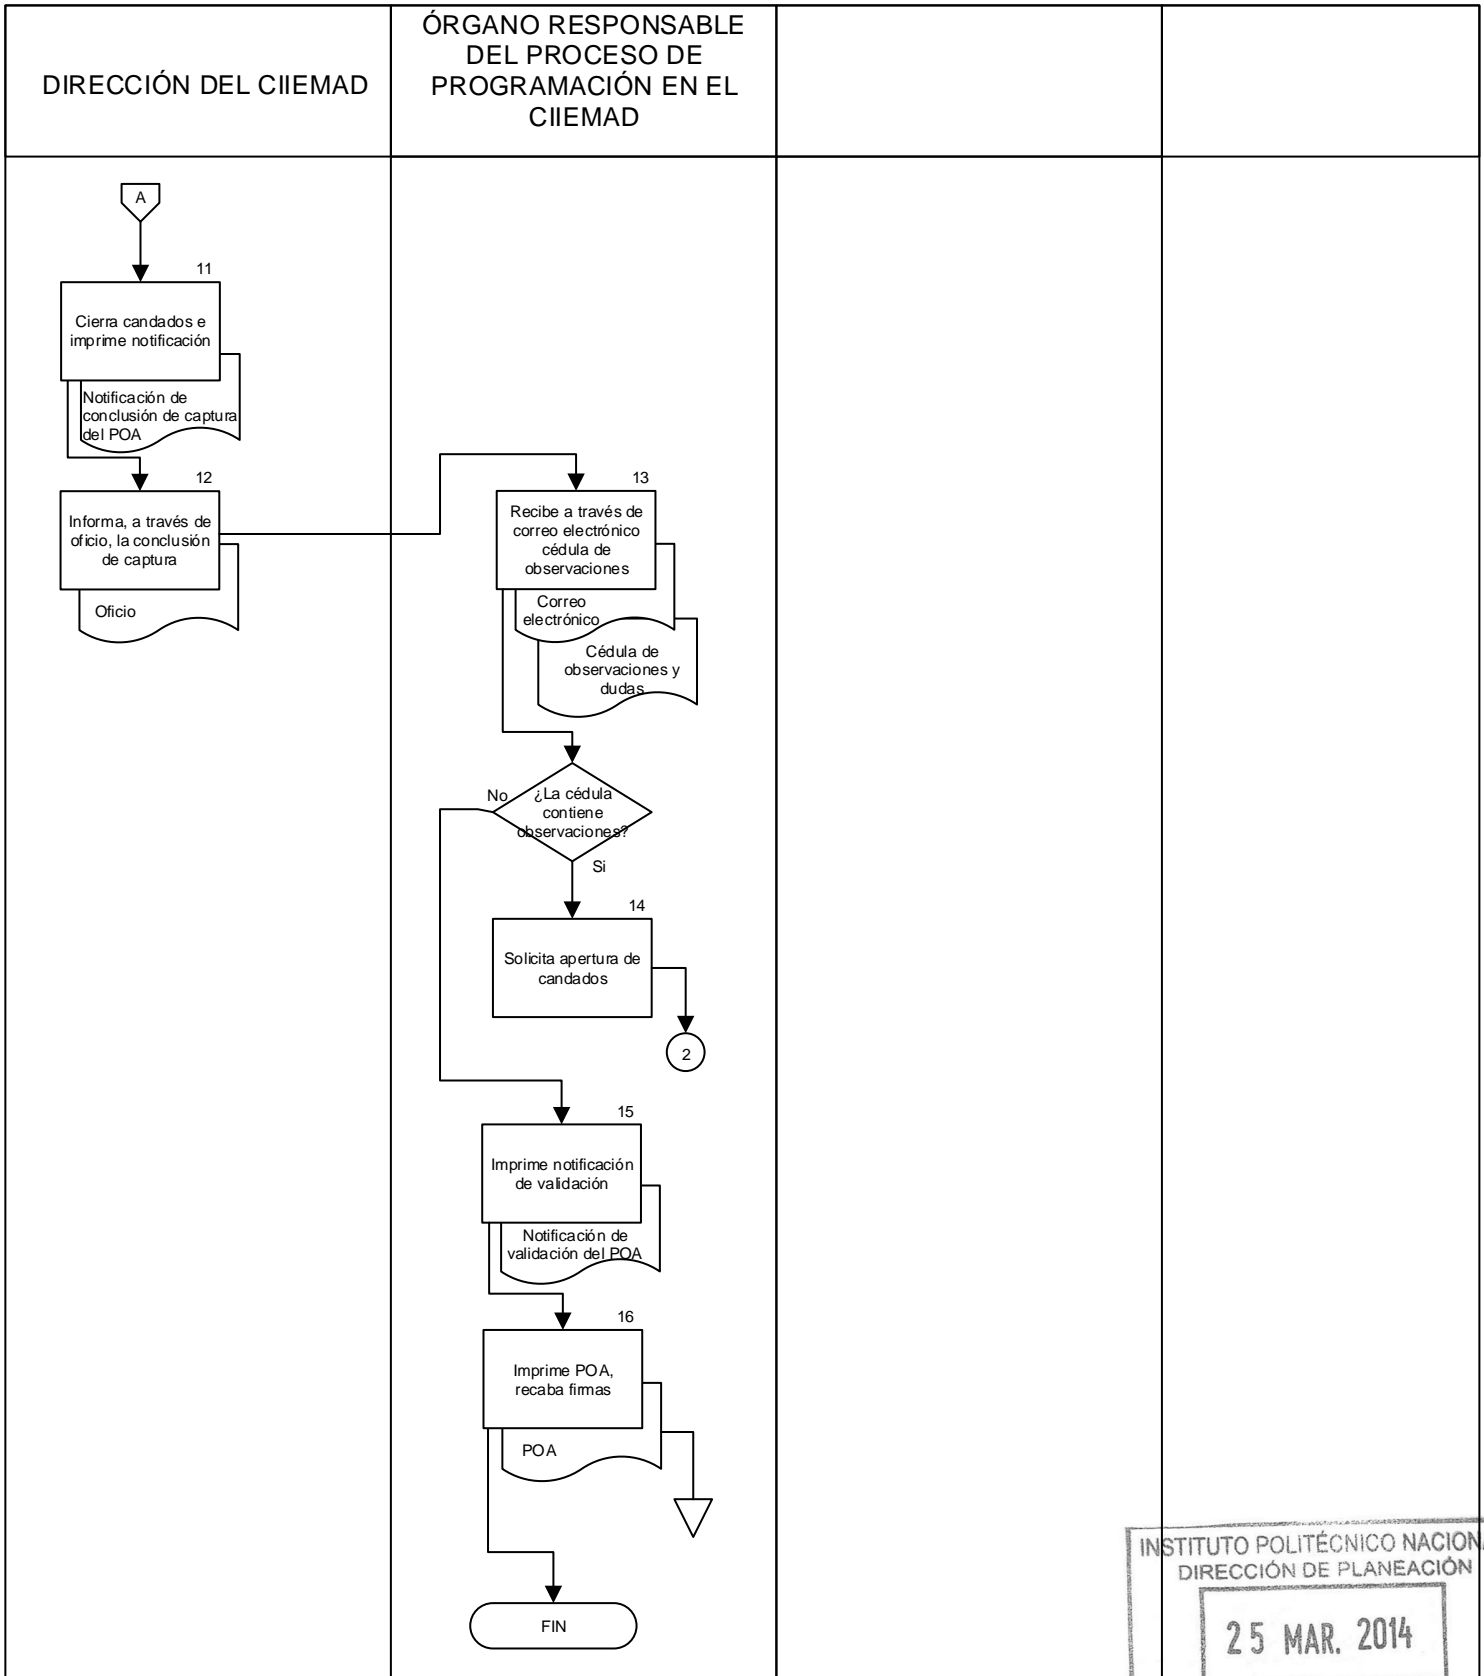 DIRECCIÓN DEL CIIEMAD
ÓRGANO RESPONSABLE
DEL PROCESO DE
PROGRAMACIÓN EN EL
CIIEMAD
A
11
Cierra candados e
imprime notificación
Notificación de
conclusión de captura
del POA
12
Informa, a través de
oficio, la conclusión
de captura
Oficio
13
Recibe a través de
correo electrónico
cédula de
observaciones
Correo
electrónico
Cédula de
observaciones y
dudas
No
¿La cédula
contiene
observaciones?
Si
14
Solicita apertura de
candados
2
15
Imprime notificación
de validación
Notificación de
validación del POA
16
Imprime POA,
recaba firmas
POA
FIN
INSTITUTO POLITÉCNICO NACION
DIRECCIÓN DE PLANEACIÓN
25 MAR. 2014